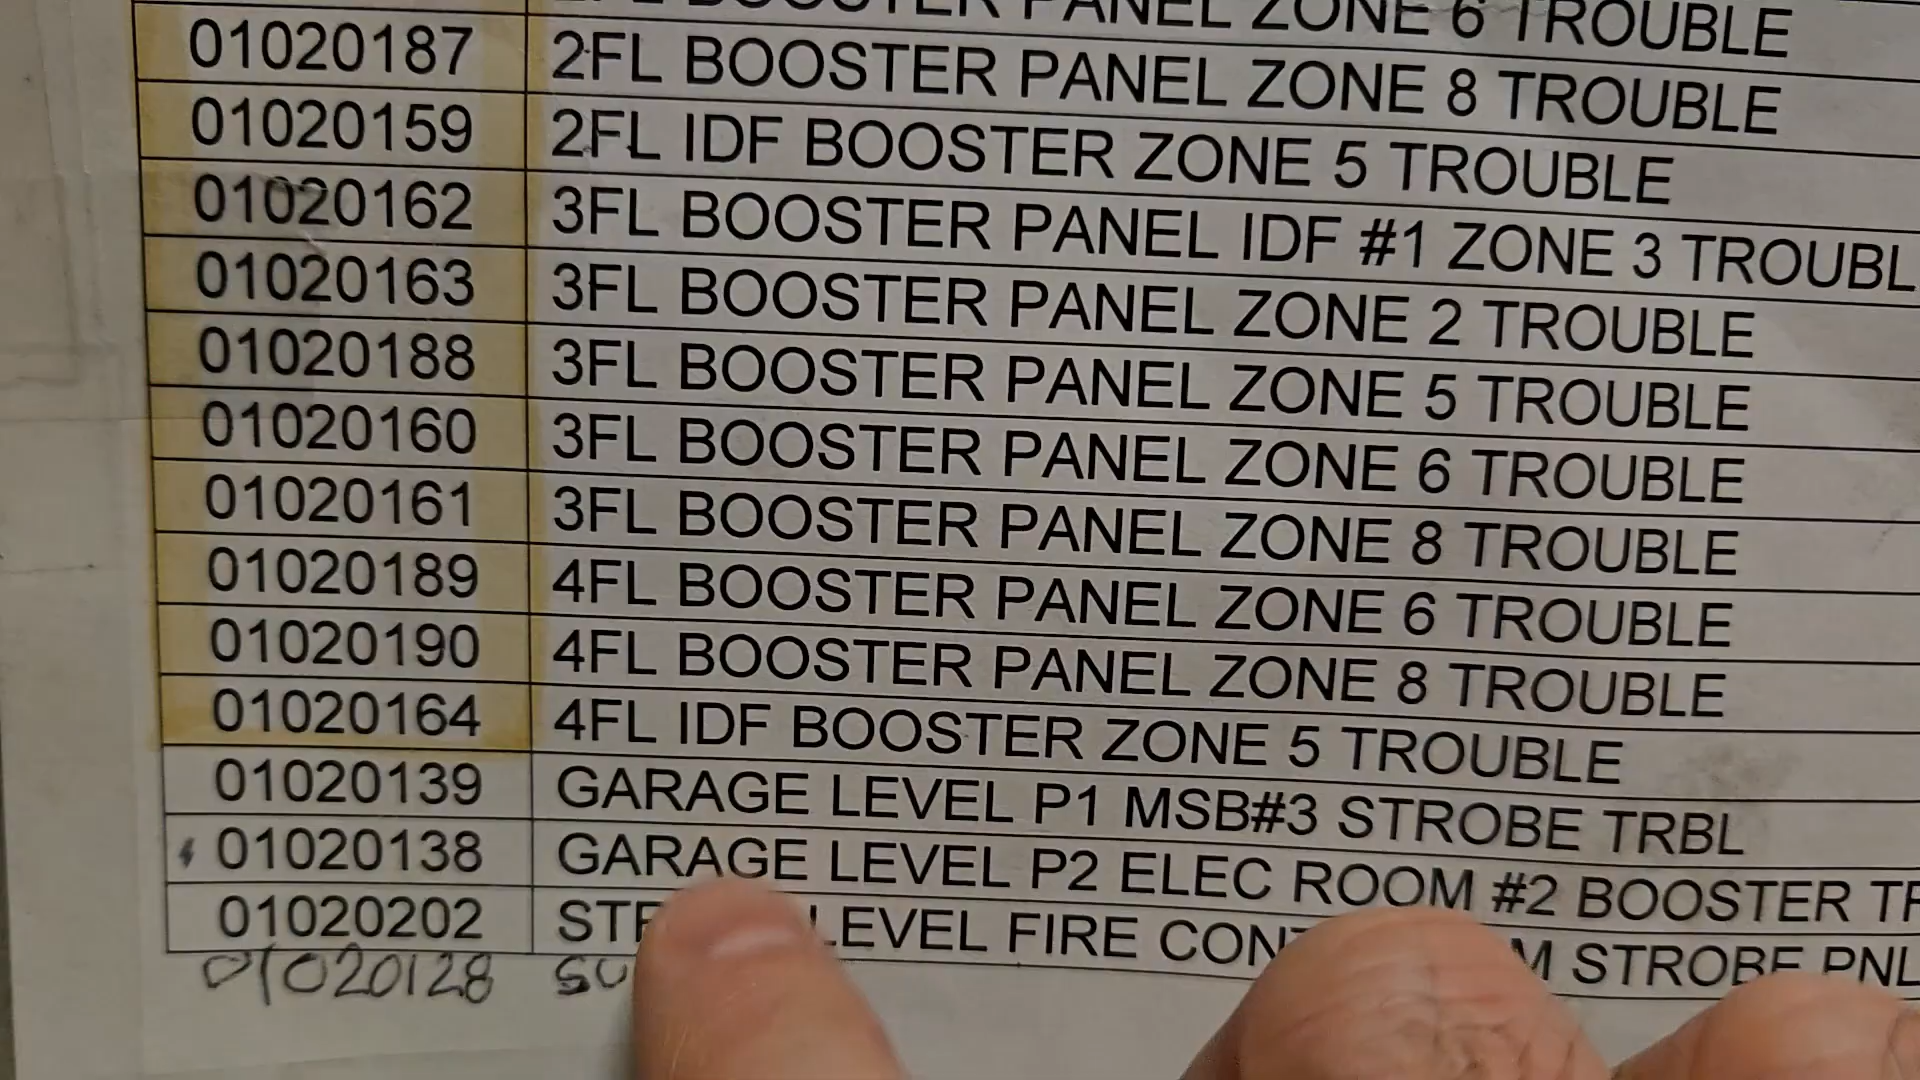 BOOSTER PANEL ZONE 6 TROUBLE
01020187 2FL BOOSTER PANEL ZONE 8 TROUBLE
01020159 2FL IDF BOOSTER ZONE 5 TROUBLE
01020162 3FL BOOSTER PANEL IDF #1 ZONE 3 TROUBL
01020163 3FL BOOSTER PANEL ZONE 2 TROUBLE
01020188 3FL BOOSTER PANEL ZONE 5 TROUBLE
01020160 3FL BOOSTER PANEL ZONE 6 TROUBLE
01020161 3FL BOOSTER PANEL ZONE 8 TROUBLE
01020189 4FL BOOSTER PANEL ZONE 6 TROUBLE
01020190 4FL BOOSTER PANEL ZONE 8 TROUBLE
01020164 4FL IDF BOOSTER ZONE 5 TROUBLE
01020139 GARAGE LEVEL P1 MSB#3 STROBE TRBL
01020138 GARAGE LEVEL P2 ELEC ROOM #2 BOOSTER
01020202 LEVEL FIRE STROBE PNL
01020128